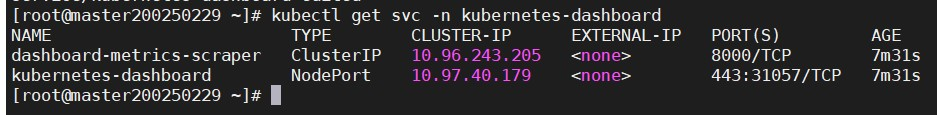 [root@master200250229 ~]# kubectl get svc -n kubernetes-dashboard
NAME                        TYPE        CLUSTER-IP      EXTERNAL-IP   PORT(S)         AGE
dashboard-metrics-scraper   ClusterIP   10.96.243.205   <none>        8000/TCP        7m31s
kubernetes-dashboard        NodePort    10.97.40.179    <none>        443:31057/TCP   7m31s
[root@master200250229 ~]#